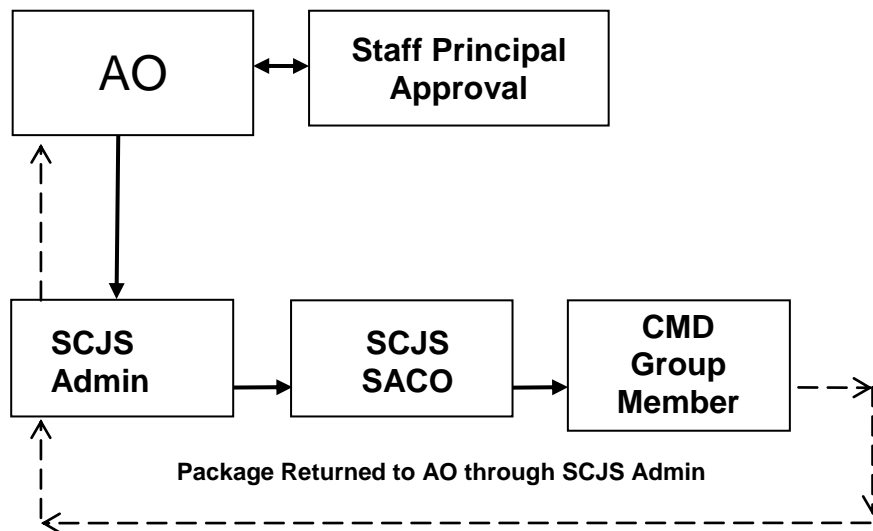 AO
Staff Principal
Approval
SCJS
Admin
SCJS
SACO
CMD
Group
Member
Package Returned to AO through SCJS Admin